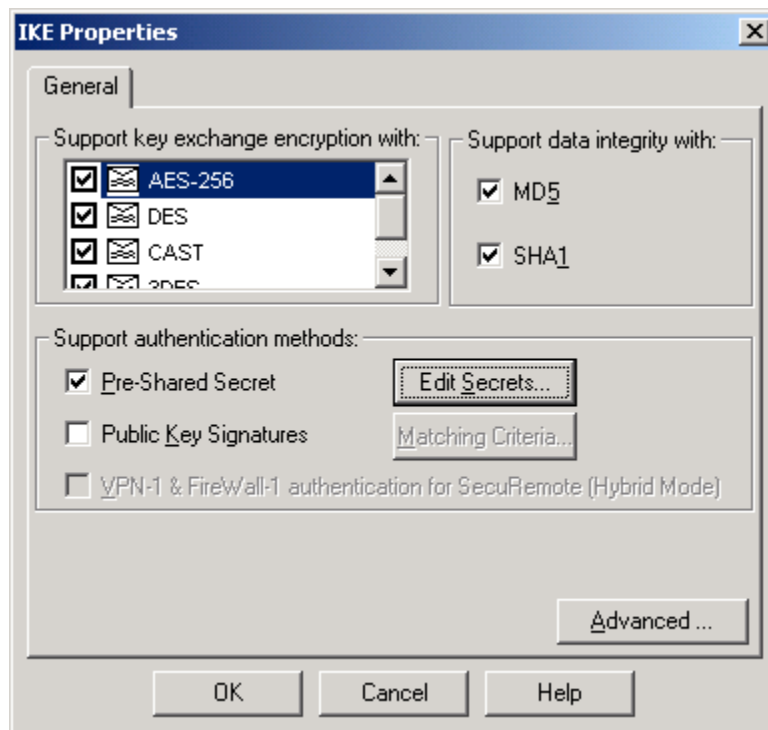 IKE Properties
General
Support key exchange encryption with:
AES-256
DES
CAST
3DES
Support data integrity with:
MD5
SHA1
Support authentication methods:
Pre-Shared Secret
Edit Secrets...
Public Key Signatures
Matching Criteria...
VPN-1 & FireWall-1 authentication for SecuRemote (Hybrid Mode)
Advanced ...
OK
Cancel
Help